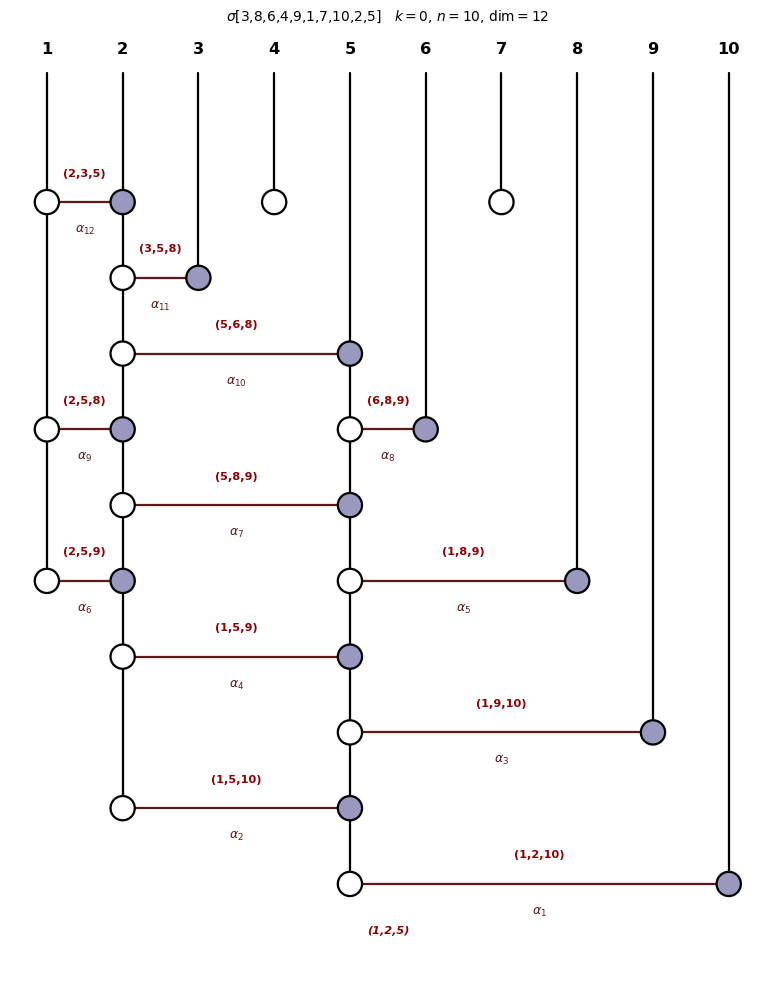 σ[3,8,6,4,9,1,7,10,2,5]   k = 0, n = 10, dim = 12
1 2 3 4 5 6 7 8 9 10
(2,3,5)
α₁₂
(3,5,8)
α₁₁
(5,6,8)
α₁₀
(2,5,8) (6,8,9)
α₉ α₈
(5,8,9)
α₇
(2,5,9) (1,8,9)
α₆ α₅
(1,5,9)
α₄
(1,9,10)
α₃
(1,5,10)
α₂
(1,2,10)
α₁
(1,2,5)